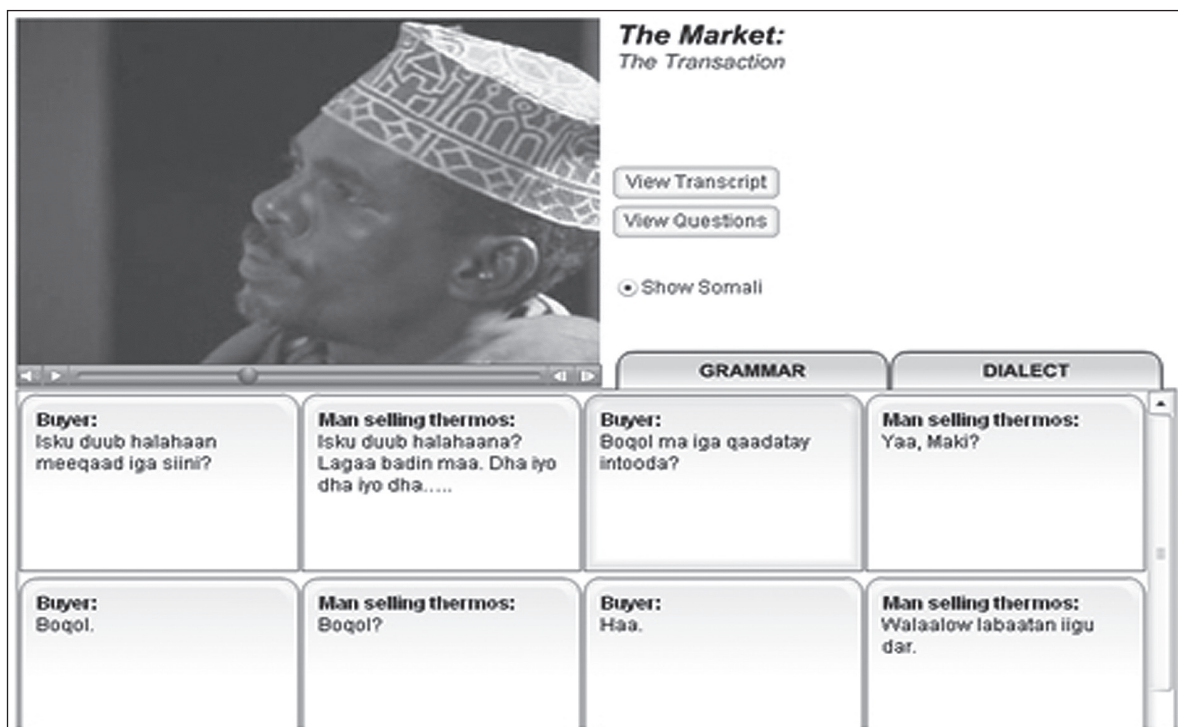 The Market:
The Transaction
View Transcript
View Questions
Show Somali
GRAMMAR
DIALECT
Buyer:
Isku duub halahaan
meeqaad iga siini?
Man selling thermos:
Isku duub halahaana?
Lagaa badin maa. Dha iyo
dha iyo dha.....
Buyer:
Boqol ma iga qaadatay
intooda?
Man selling thermos:
Yaa, Maki?
Buyer:
Boqol.
Man selling thermos:
Boqol?
Buyer:
Haa.
Man selling thermos:
Walaalow labaatan iigu
dar.